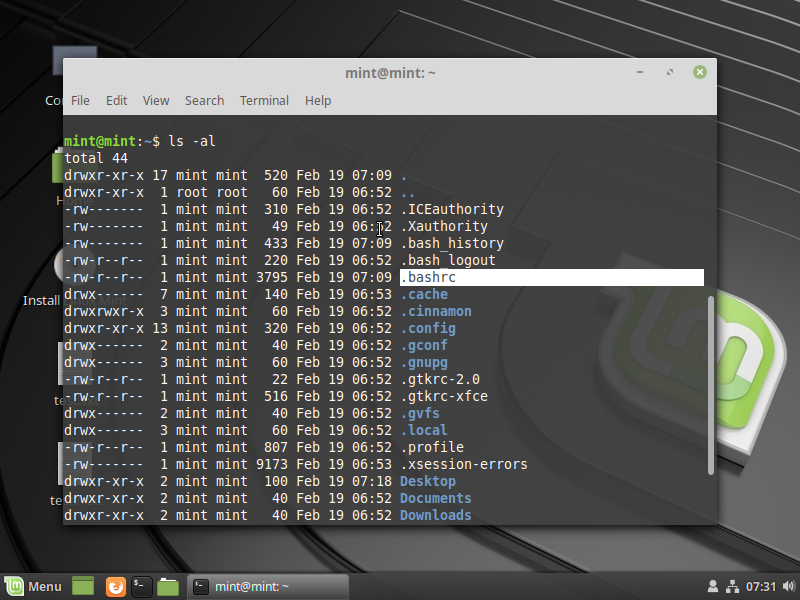 mint@mint: ~
File Edit View Search Terminal Help
mint@mint:~$ ls -al
total 44
drwxr-xr-x 17 mint mint  520 Feb 19 07:09 .
drwxr-xr-x  1 root root   60 Feb 19 06:52 ..
-rw-------  1 mint mint  310 Feb 19 06:52 .ICEauthority
-rw-------  1 mint mint   49 Feb 19 06:52 .Xauthority
-rw-------  1 mint mint  433 Feb 19 07:09 .bash_history
-rw-r--r--  1 mint mint  220 Feb 19 06:52 .bash_logout
-rw-r--r--  1 mint mint 3795 Feb 19 07:09 .bashrc
drwx------  7 mint mint  140 Feb 19 06:53 .cache
drwxrwxr-x  3 mint mint   60 Feb 19 06:52 .cinnamon
drwxr-xr-x 13 mint mint  320 Feb 19 06:52 .config
drwx------  2 mint mint   40 Feb 19 06:52 .gconf
drwx------  3 mint mint   60 Feb 19 06:52 .gnupg
-rw-r--r--  1 mint mint   22 Feb 19 06:52 .gtkrc-2.0
-rw-r--r--  1 mint mint  516 Feb 19 06:52 .gtkrc-xfce
drwx------  2 mint mint   40 Feb 19 06:52 .gvfs
drwx------  3 mint mint   60 Feb 19 06:52 .local
-rw-r--r--  1 mint mint  807 Feb 19 06:52 .profile
-rw-------  1 mint mint 9173 Feb 19 06:53 .xsession-errors
drwxr-xr-x  2 mint mint  100 Feb 19 07:18 Desktop
drwxr-xr-x  2 mint mint   40 Feb 19 06:52 Documents
drwxr-xr-x  2 mint mint   40 Feb 19 06:52 Downloads
Home
Install Linux Mint
Menu
mint@mint: ~
07:31